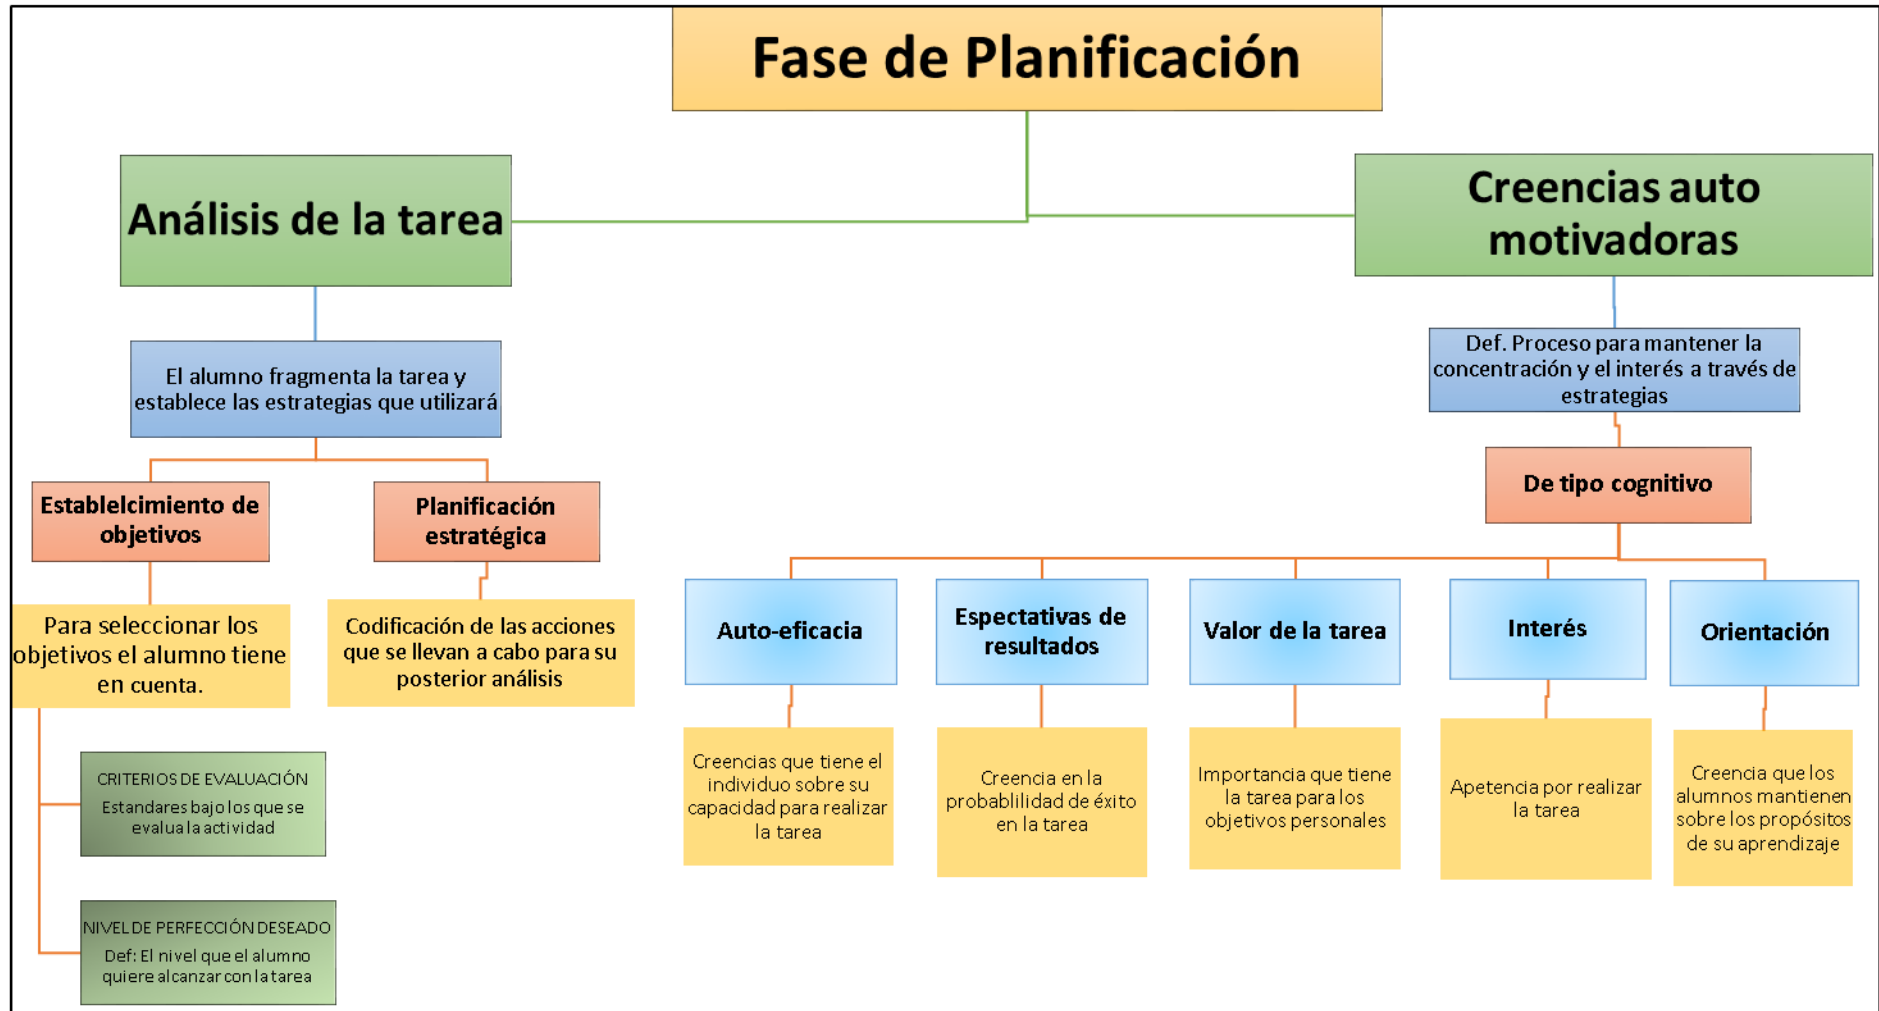 Fase de Planificación
Análisis de la tarea
Creencias auto
motivadoras
El alumno fragmenta la tarea y
establece las estrategias que utilizará
Def. Proceso para mantener la
concentración y el interés a través de
estrategias
Establelcimiento de
objetivos
Planificación
estratégica
De tipo cognitivo
Para seleccionar los
objetivos el alumno tiene
en cuenta.
Codificación de las acciones
que se llevan a cabo para su
posterior análisis
Auto-eficacia
Espectativas de
resultados
Valor de la tarea
Interés
Orientación
CRITERIOS DE EVALUACIÓN
Estandares bajo los que se
evalua la actividad
NIVEL DE PERFECCIÓN DESEADO
Def: El nivel que el alumno
quiere alcanzar con la tarea
Creencias que tiene el
individuo sobre su
capacidad para realizar
la tarea
Creencia en la
probablilidad de éxito
en la tarea
Importancia que tiene
la tarea para los
objetivos personales
Apetencia por realizar
la tarea
Creencia que los
alumnos mantienen
sobre los propósitos
de su aprendizaje